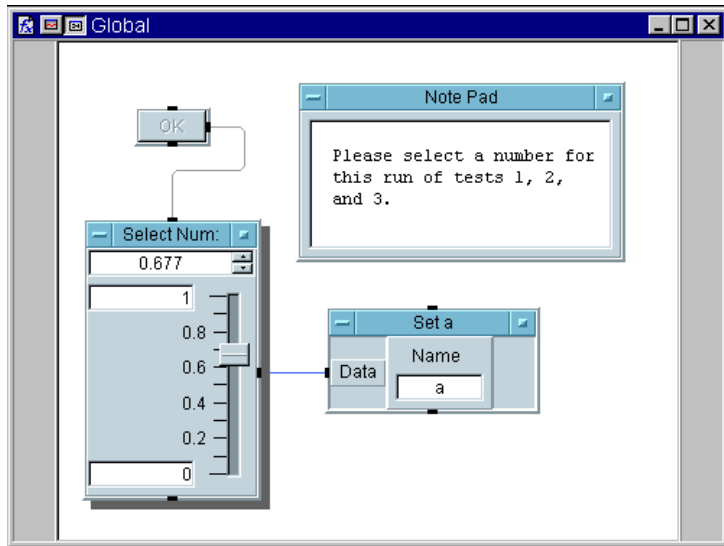 Global
OK
Note Pad
Please select a number for
this run of tests 1, 2,
and 3.
Select Num:
0.677
1
0.8
0.6
0.4
0.2
0
Set a
Name
Data
a